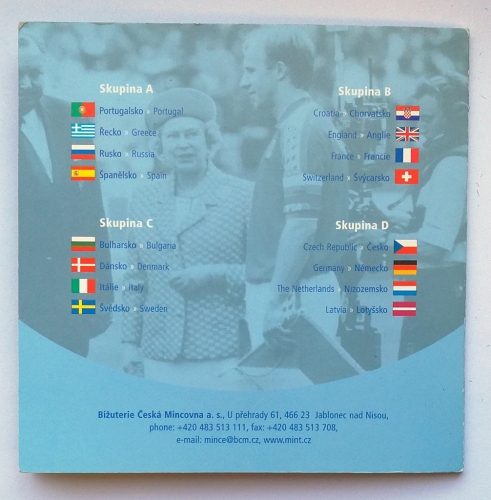 Skupina A
Portugalsko • Portugal
Řecko • Greece
Rusko • Russia
Španělsko • Spain
Skupina B
Croatia • Chorvatsko
England • Anglie
France • Francie
Switzerland • Švýcarsko
Skupina C
Bulharsko • Bulgaria
Dánsko • Denmark
Itálie • Italy
Švédsko • Sweden
Skupina D
Czech Republic • Česko
Germany • Německo
The Netherlands • Nizozemsko
Latvia • Lotyšsko
Bižuterie Česká Mincovna a. s., U přehrady 61, 466 23 Jablonec nad Nisou,
phone: +420 483 513 111, fax: +420 483 513 708,
e-mail: mince@bcm.cz, www.mint.cz